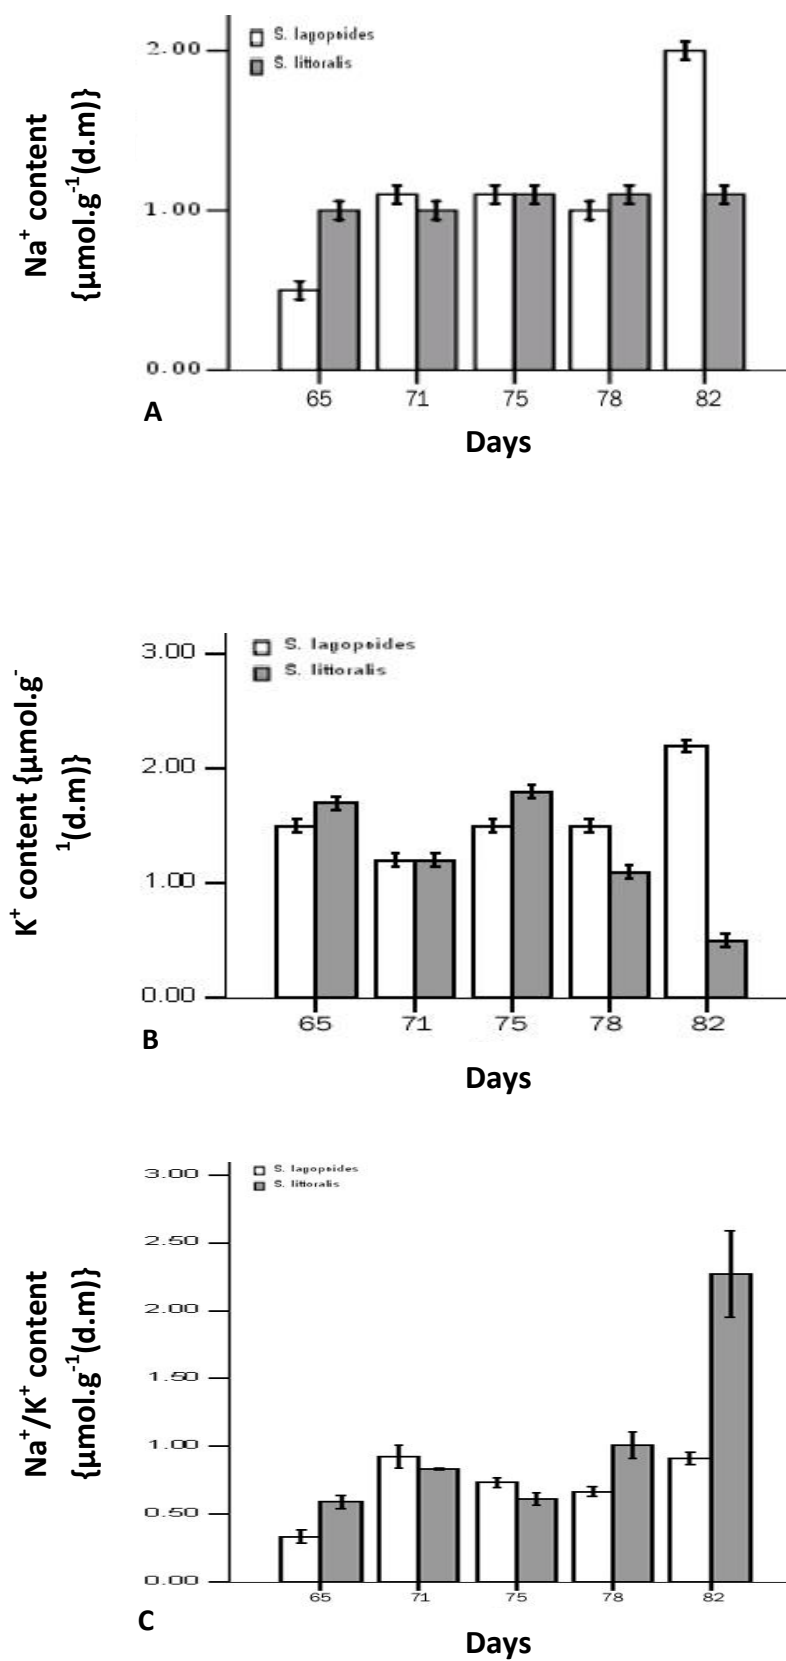 Na⁺ content
{µmol.g⁻¹(d.m)}
S. lagopoides
S. littoralis
2.00
1.00
0.00
65 71 75 78 82
A
Days
K⁺ content {µmol.g⁻
¹(d.m)}
S. lagopoides
S. littoralis
3.00
2.00
1.00
0.00
65 71 75 78 82
B
Days
Na⁺/K⁺ content
{µmol.g⁻¹(d.m)}
S. lagopoides
S. littoralis
3.00
2.50
2.00
1.50
1.00
0.50
0.00
65 71 75 78 82
C
Days